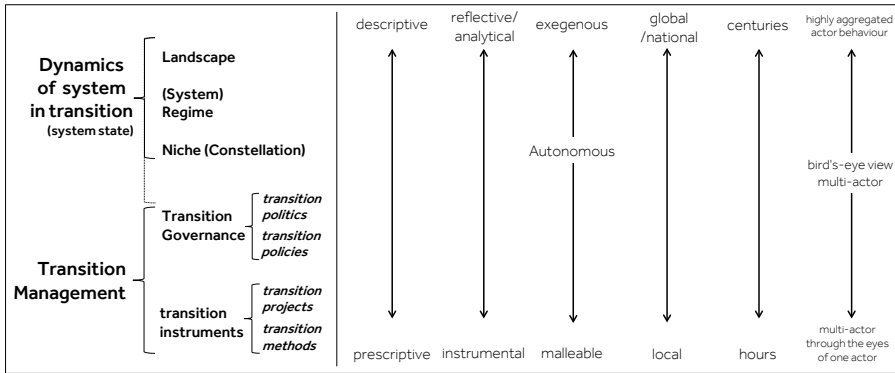 Dynamics
of system
in transition
(system state)
Landscape
(System)
Regime
Niche (Constellation)
Transition
Management
Transition
Governance
transition
politics
transition
policies
transition
instruments
transition
projects
transition
methods
descriptive
prescriptive
reflective/
analytical
instrumental
exegenous
Autonomous
malleable
global
/national
local
centuries
hours
highly aggregated
actor behaviour
bird's-eye view
multi-actor
multi-actor
through the eyes
of one actor